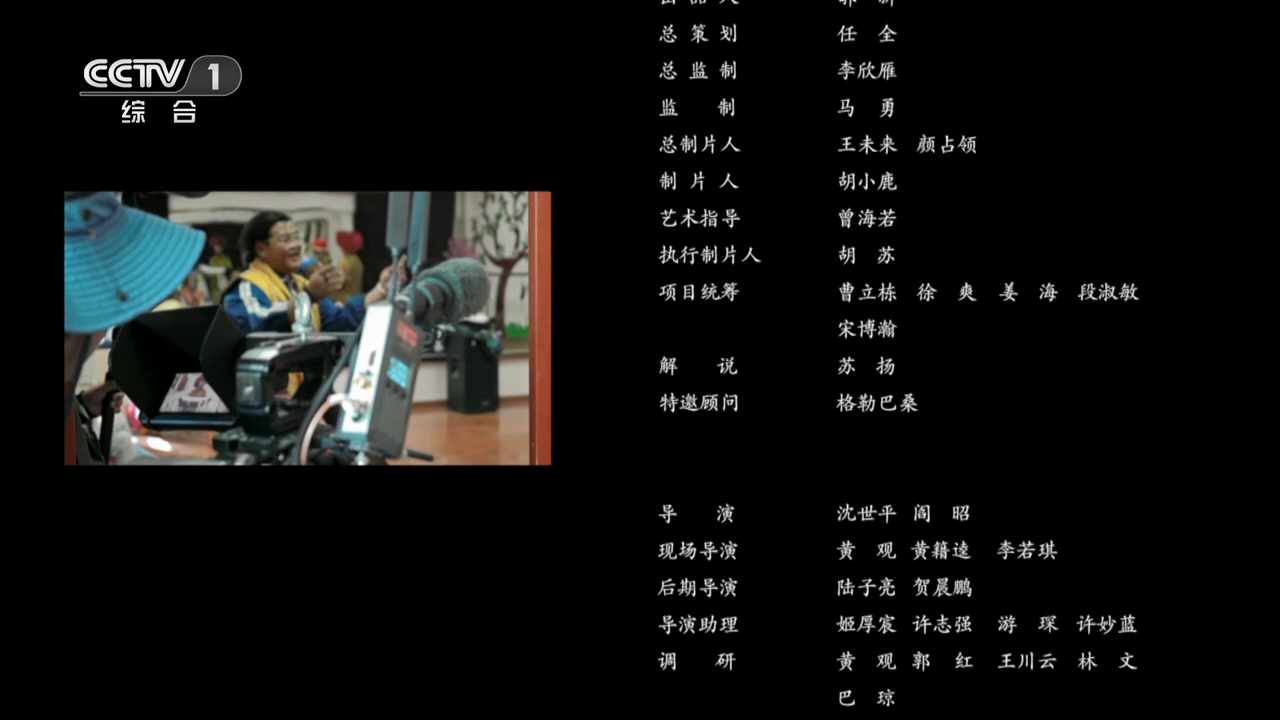 CCTV 1
综合
总策划 任全
总监制 李欣雁
监制 马勇
总制片人 王未来 颜占领
制片人 胡小鹿
艺术指导 曾海若
执行制片人 胡苏
项目统筹 曹立栋 徐爽 姜海 段淑敏
宋博瀚
解说 苏扬
特邀顾问 格勒巴桑
导演 沈世平 阎昭
现场导演 黄观 黄籍逵 李若琪
后期导演 陆子亮 贺晨鹏
导演助理 姬厚宸 许志强 游琛 许妙蓝
调研 黄观 郭红 王川云 林文
巴琼